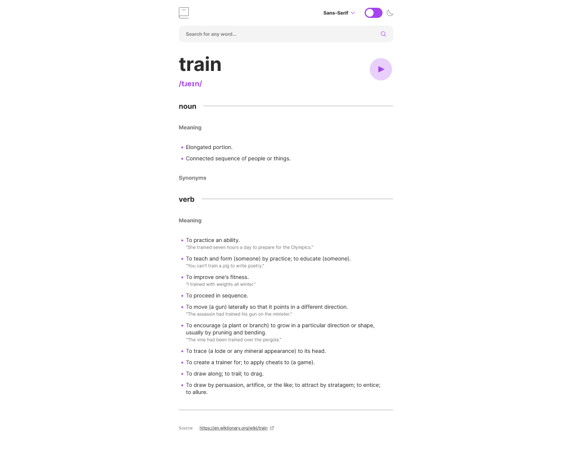 Sans-Serif
Search for any word...
train
/tɹeɪn/
noun
Meaning
Elongated portion.
Connected sequence of people or things.
Synonyms
verb
Meaning
To practice an ability.
"She trained seven hours a day to prepare for the Olympics."
To teach and form (someone) by practice; to educate (someone).
"You can't train a pig to write poetry."
To improve one's fitness.
"I trained with weights all winter."
To proceed in sequence.
To move (a gun) laterally so that it points in a different direction.
"The assassin had trained his gun on the minister."
To encourage (a plant or branch) to grow in a particular direction or shape,
usually by pruning and bending.
"The vine had been trained over the pergola."
To trace (a lode or any mineral appearance) to its head.
To create a trainer for; to apply cheats to (a game).
To draw along; to trail; to drag.
To draw by persuasion, artifice, or the like; to attract by stratagem; to entice;
to allure.
Source https://en.wiktionary.org/wiki/train